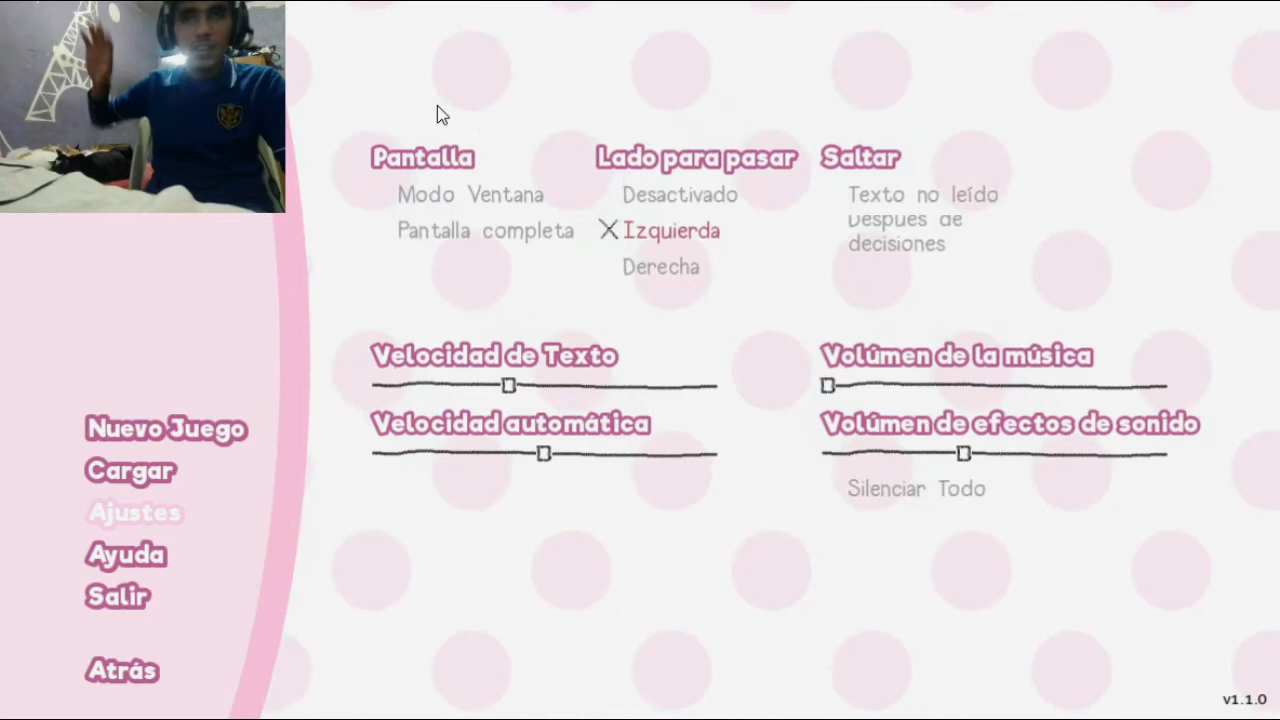 Pantalla
Modo Ventana
Pantalla completa
Lado para pasar
Desactivado
Izquierda
Derecha
Saltar
Texto no leído
Después de
decisiones
Velocidad de Texto
Velocidad automática
Volúmen de la música
Volúmen de efectos de sonido
Silenciar Todo
Nuevo Juego
Cargar
Ajustes
Ayuda
Salir
Atrás
v1.1.0